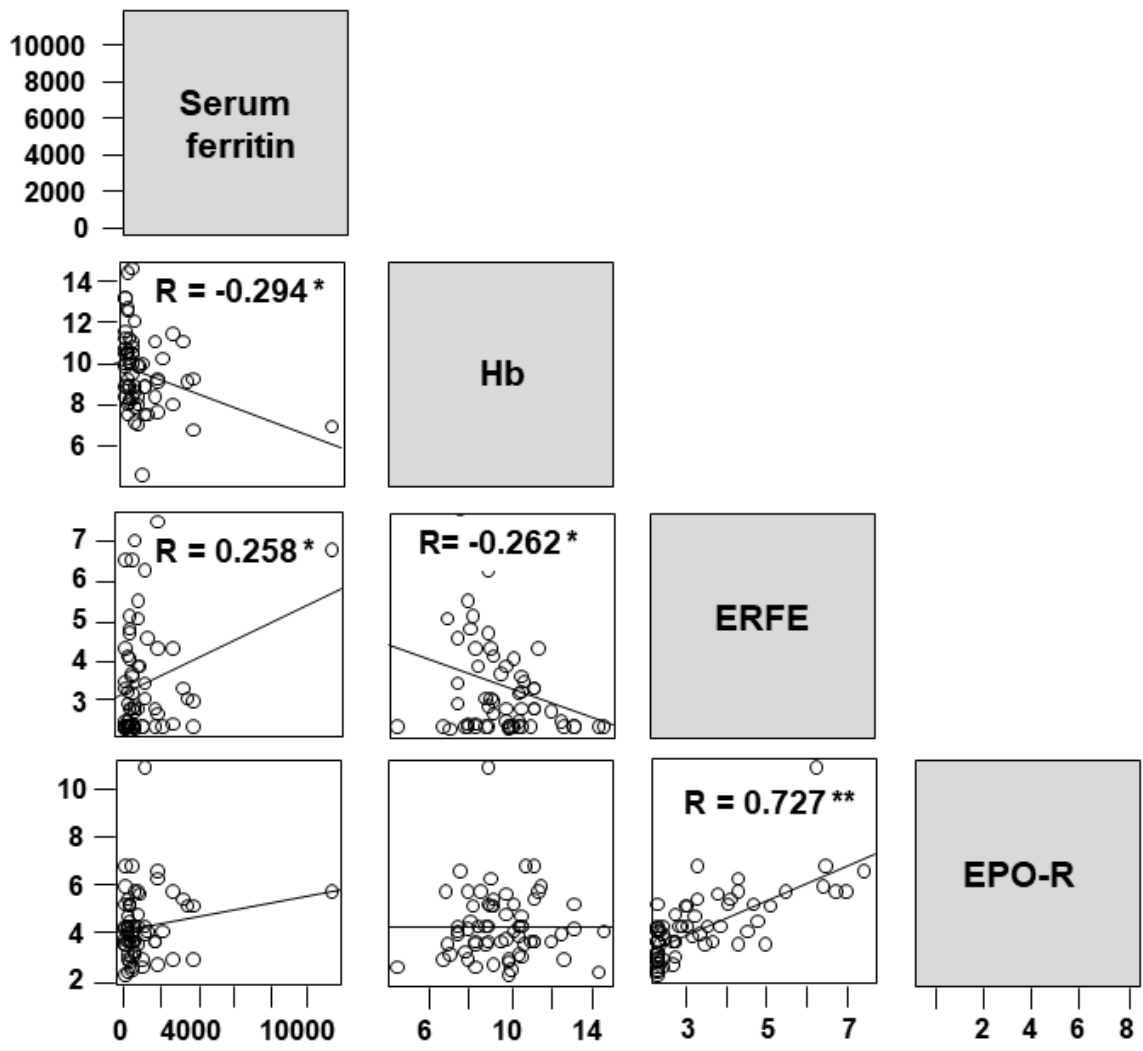 10000
8000
6000
4000
2000
0
Serum
ferritin
14
12
10
8
6
R = -0.294 *
Hb
7
6
5
4
3
R = 0.258 *
R= -0.262 *
ERFE
10
8
6
4
2
R = 0.727 **
EPO-R
0 4000 10000
6 10 14
3 5 7
2 4 6 8